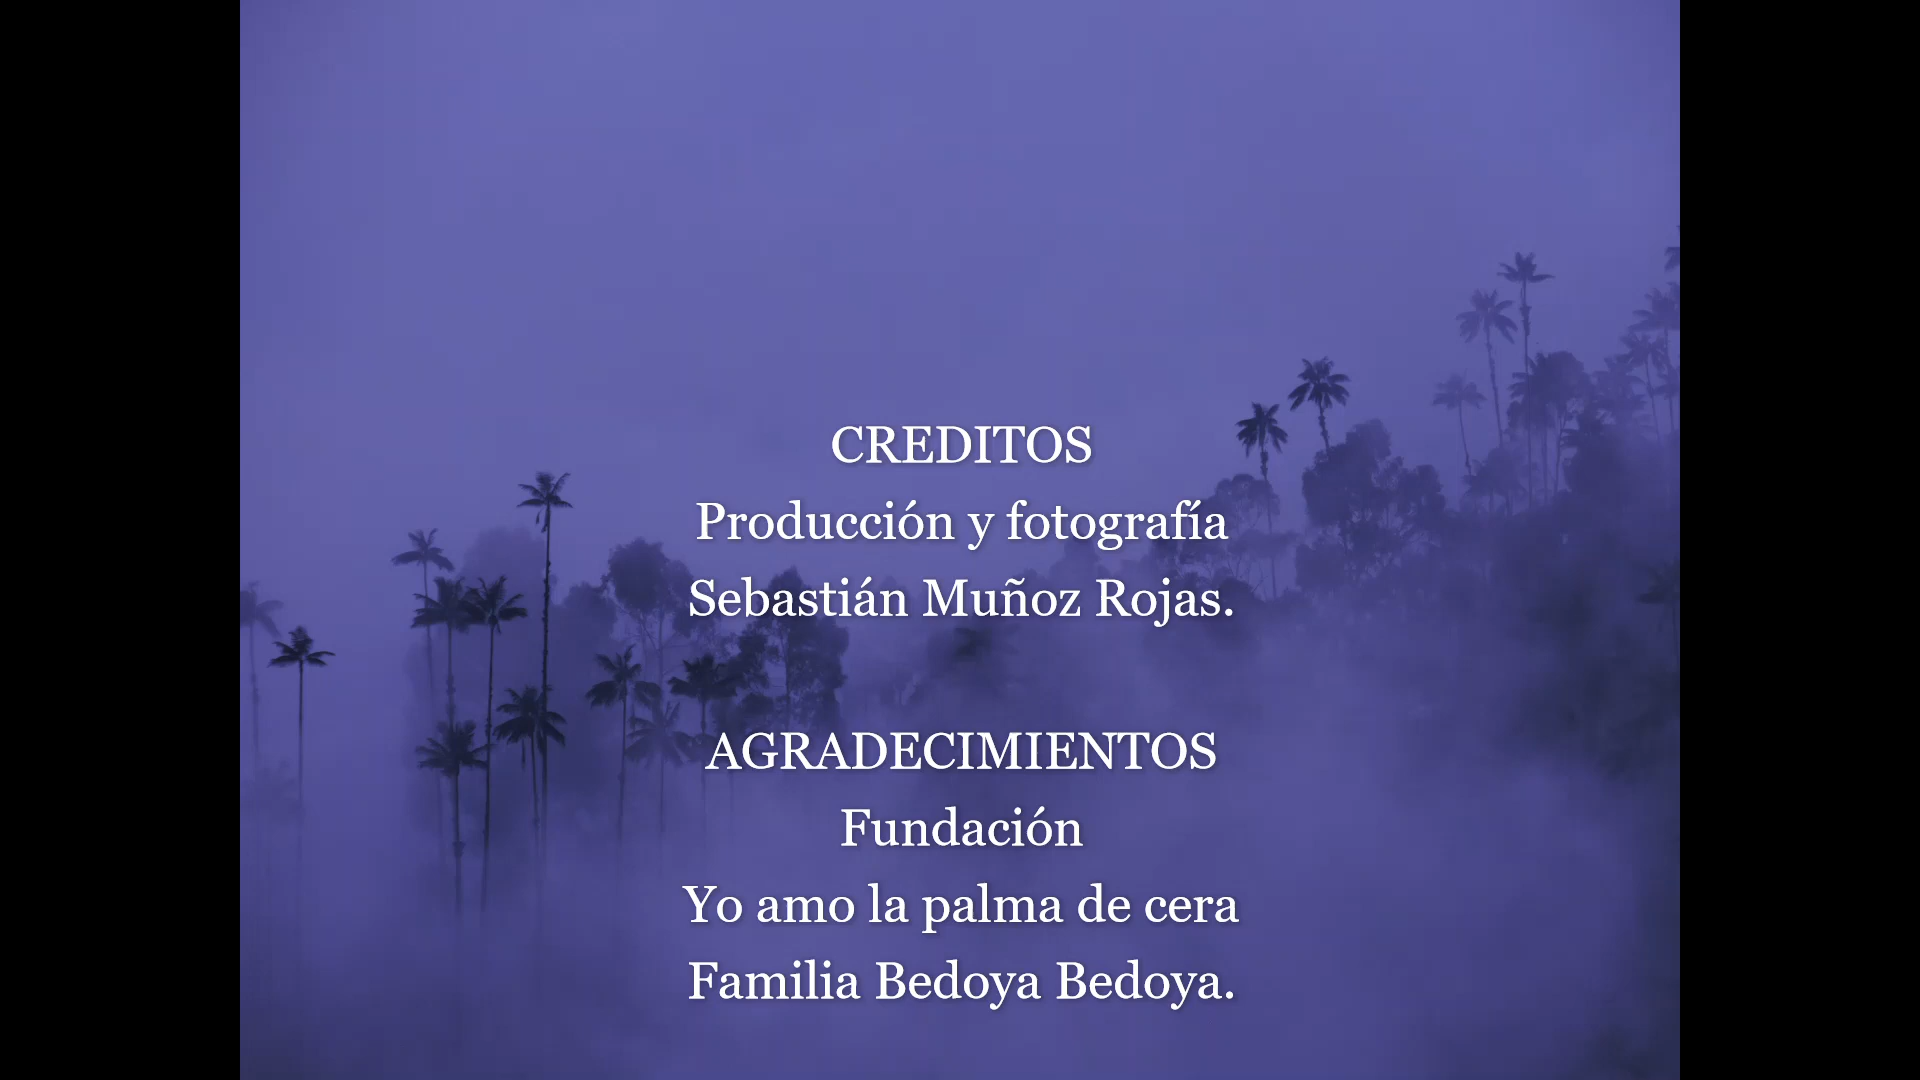 CREDITOS
Producción y fotografía
Sebastián Muñoz Rojas.
AGRADECIMIENTOS
Fundación
Yo amo la palma de cera
Familia Bedoya Bedoya.